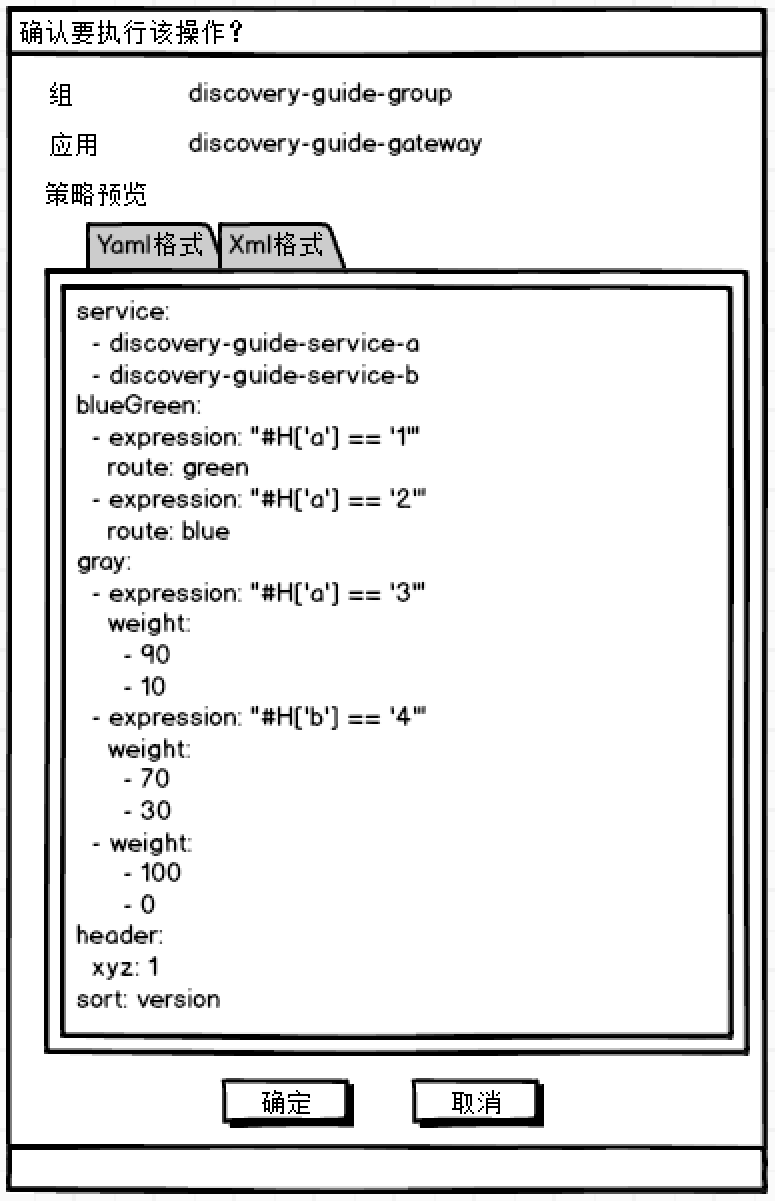 确认要执行该操作？
组 discovery-guide-group
应用 discovery-guide-gateway
策略预览
Yaml格式 Xml格式
service:
  - discovery-guide-service-a
  - discovery-guide-service-b
blueGreen:
  - expression: "#H['a'] == '1'"
    route: green
  - expression: "#H['a'] == '2'"
    route: blue
gray:
  - expression: "#H['a'] == '3'"
    weight:
      - 90
      - 10
  - expression: "#H['b'] == '4'"
    weight:
      - 70
      - 30
  - weight:
      - 100
      - 0
header:
  xyz: 1
sort: version
确定 取消